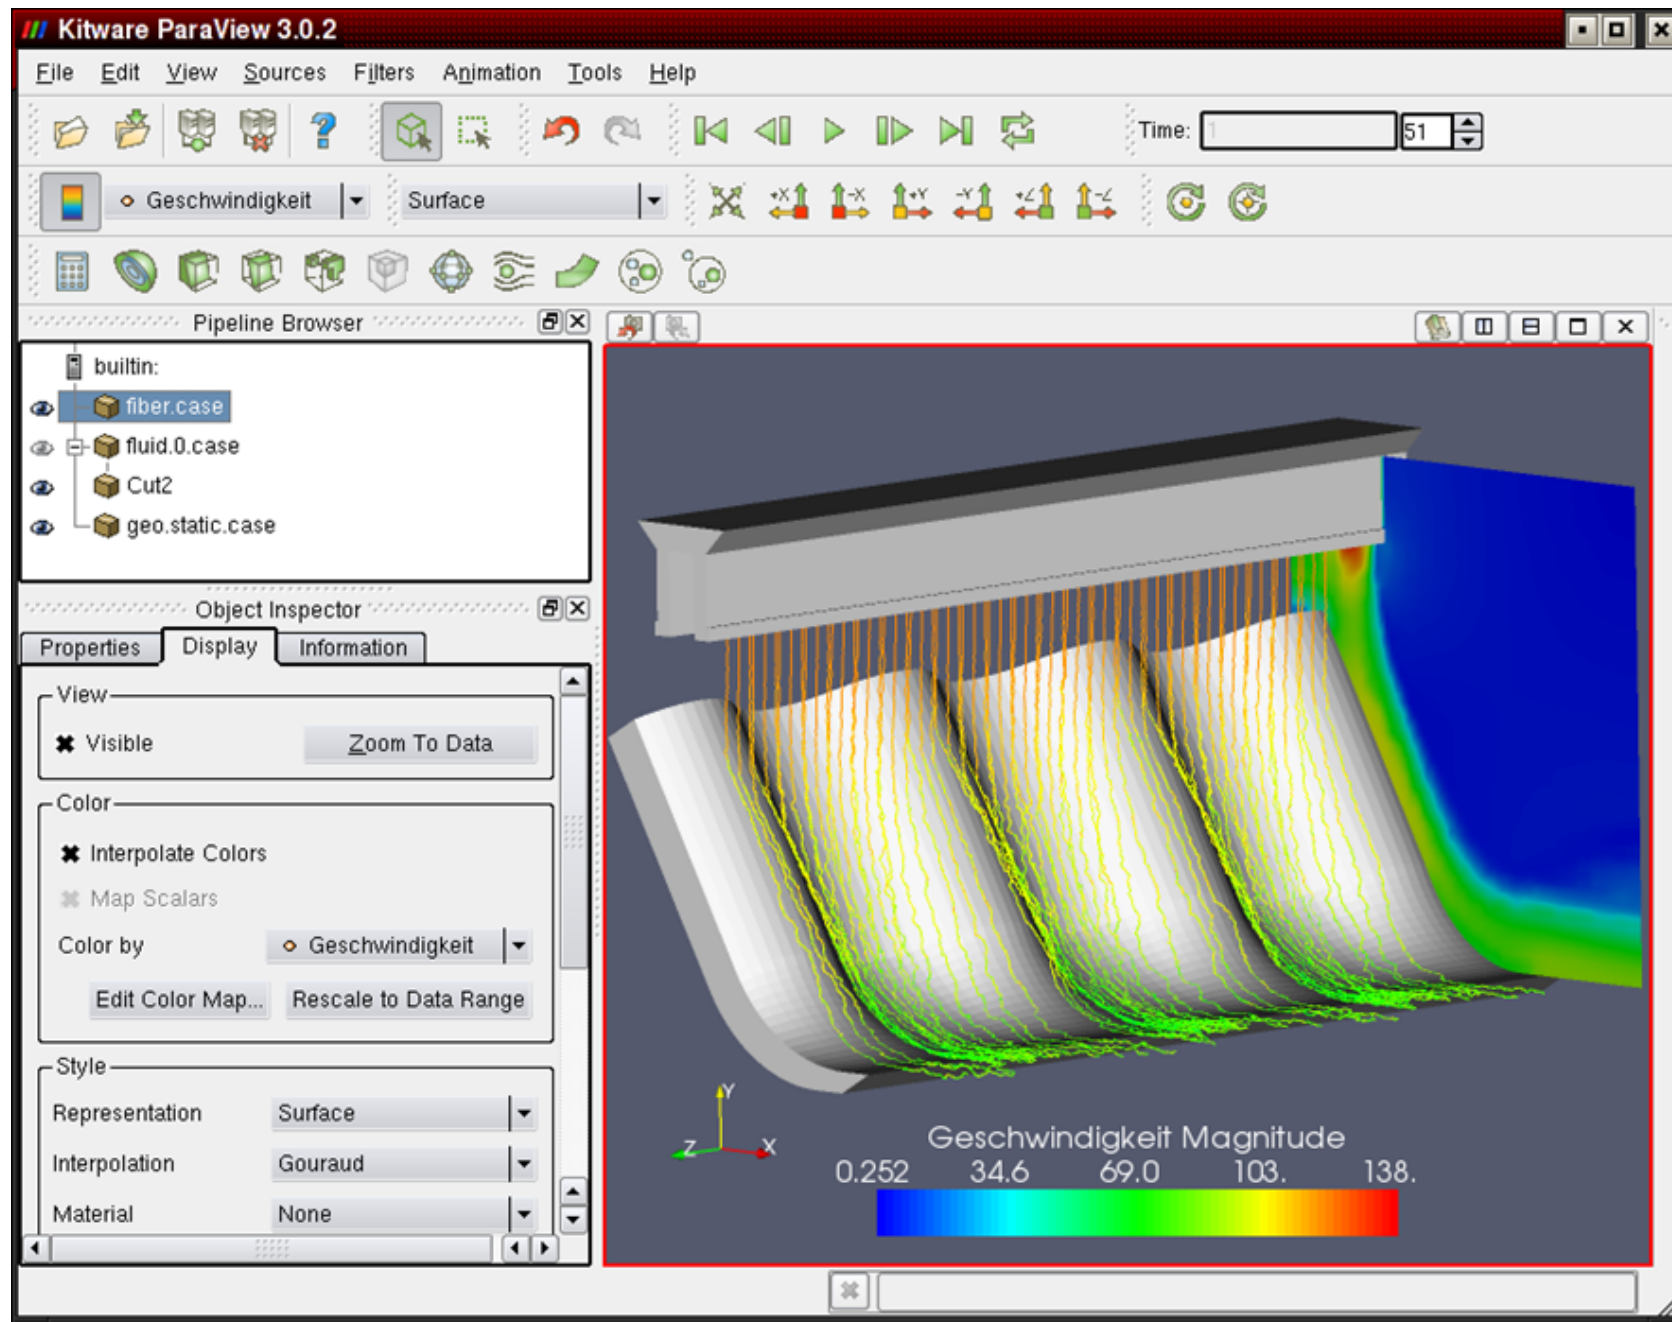 Kitware ParaView 3.0.2
File Edit View Sources Filters Animation Tools Help
Time: 1 51
Geschwindigkeit Surface
+X -X +Y -Y +Z -Z
Pipeline Browser
builtin:
fiber.case
fluid.0.case
Cut2
geo.static.case
Object Inspector
Properties Display Information
View
Visible Zoom To Data
Color
Interpolate Colors
Map Scalars
Color by Geschwindigkeit
Edit Color Map... Rescale to Data Range
Style
Representation Surface
Interpolation Gouraud
Material None
Y
Z X
Geschwindigkeit Magnitude
0.252 34.6 69.0 103. 138.